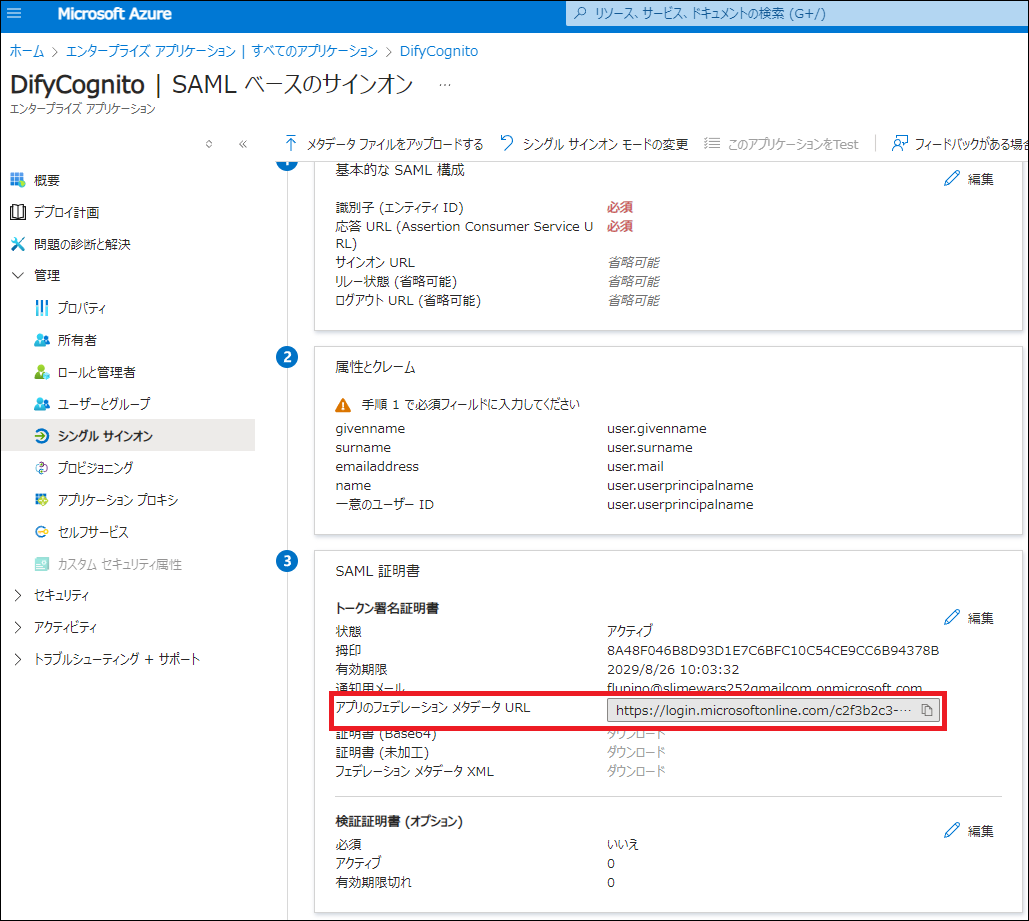 Microsoft Azure
リソース、サービス、ドキュメントの検索 (G+/)
ホーム > エンタープライズ アプリケーション | すべてのアプリケーション > DifyCognito
DifyCognito | SAML ベースのサインオン ...
エンタープライズ アプリケーション
メタデータ ファイルをアップロードする シングル サインオン モードの変更 このアプリケーションをTest フィードバックがある場合
概要
デプロイ計画
問題の診断と解決
管理
プロパティ
所有者
ロールと管理者
ユーザーとグループ
シングル サインオン
プロビジョニング
アプリケーション プロキシ
セルフサービス
カスタム セキュリティ属性
セキュリティ
アクティビティ
トラブルシューティング + サポート
1
基本的な SAML 構成
編集
識別子 (エンティティ ID) 必須
応答 URL (Assertion Consumer Service U 必須
RL)
サインオン URL 省略可能
リレー状態 (省略可能) 省略可能
ログアウト URL (省略可能) 省略可能
2
属性とクレーム
手順 1 で必須フィールドに入力してください
givenname user.givenname
surname user.surname
emailaddress user.mail
name user.userprincipalname
一意のユーザー ID user.userprincipalname
3
SAML 証明書
トークン署名証明書
編集
状態 アクティブ
拇印 8A48F046B8D93D1E7C6BFC10C54CE9CC6B94378B
有効期限 2029/8/26 10:03:32
通知用メール flupino@slimewars252gmailcom.onmicrosoft.com
アプリのフェデレーション メタデータ URL https://login.microsoftonline.com/c2f3b2c3-...
証明書 (Base64) ダウンロード
証明書 (未加工) ダウンロード
フェデレーション メタデータ XML ダウンロード
検証証明書 (オプション)
編集
必須 いいえ
アクティブ 0
有効期限切れ 0